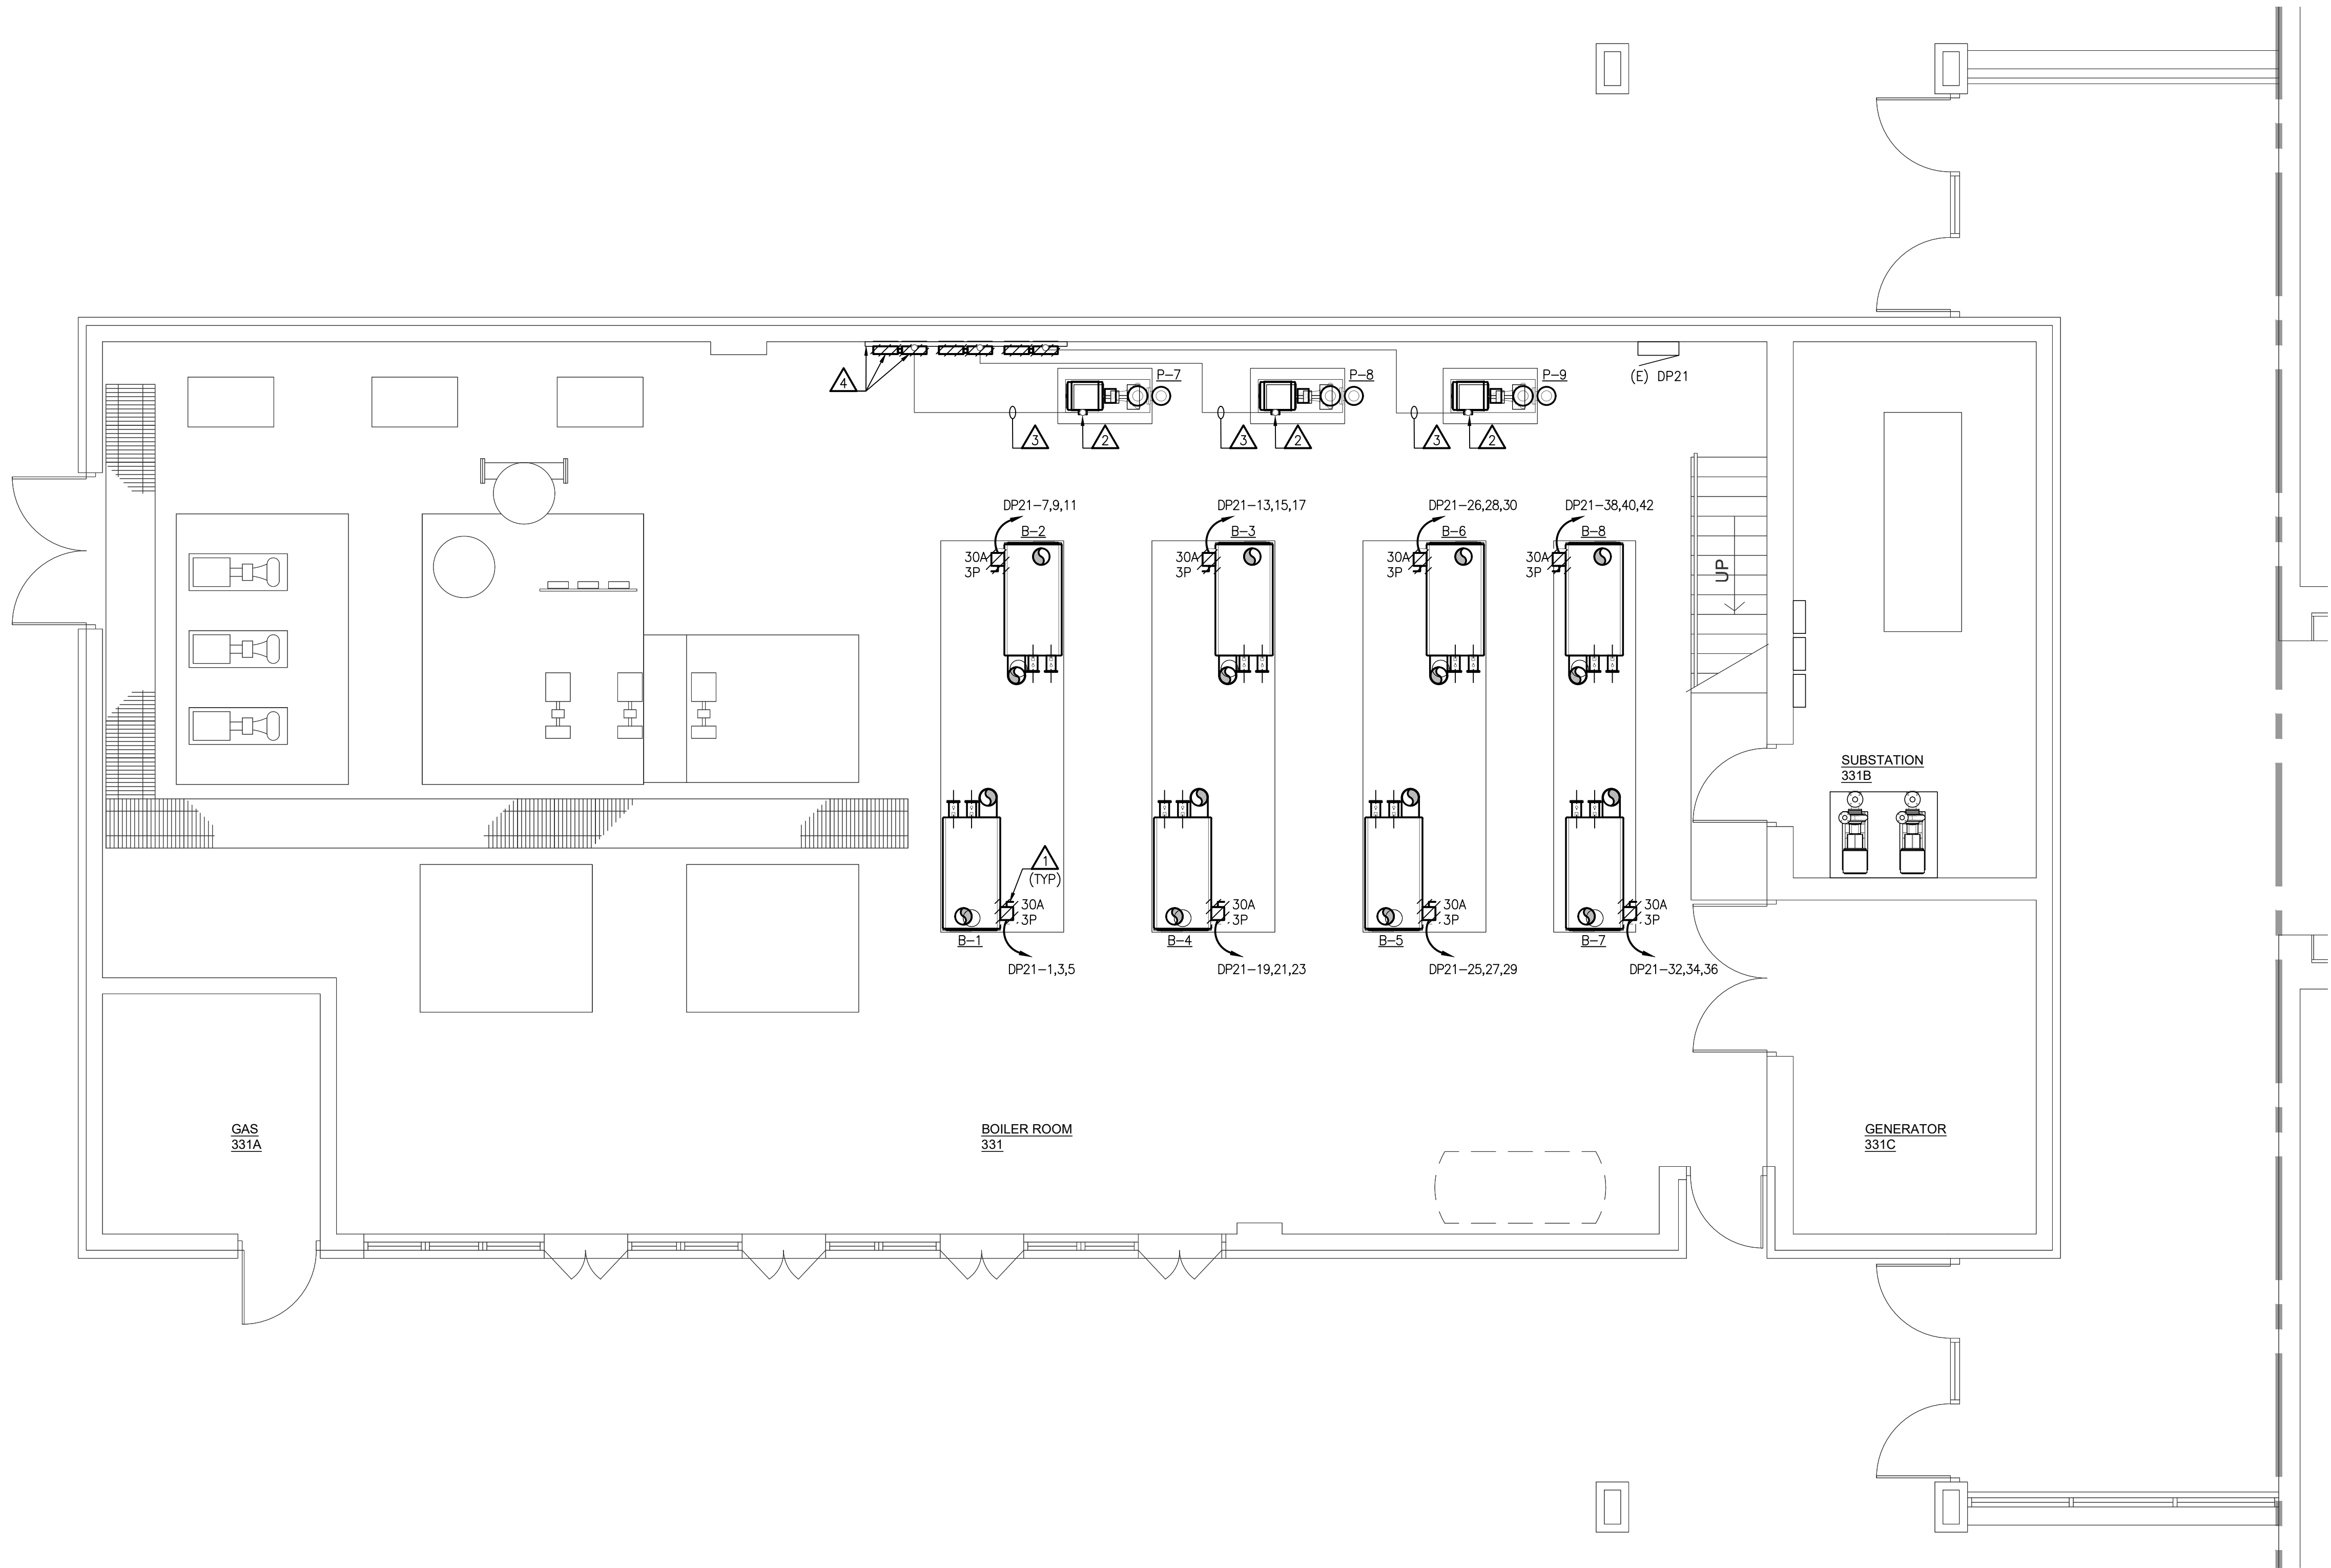 P-7
P-8
P-9
(E) DP21
4
3
2
3
2
3
2
DP21-7,9,11
B-2
30A
3P
DP21-13,15,17
B-3
30A
3P
DP21-26,28,30
B-6
30A
3P
DP21-38,40,42
B-8
30A
3P
UP
SUBSTATION
331B
1
(TYP)
30A
3P
B-1
DP21-1,3,5
30A
3P
B-4
DP21-19,21,23
30A
3P
B-5
DP21-25,27,29
30A
3P
B-7
DP21-32,34,36
GAS
331A
BOILER ROOM
331
GENERATOR
331C